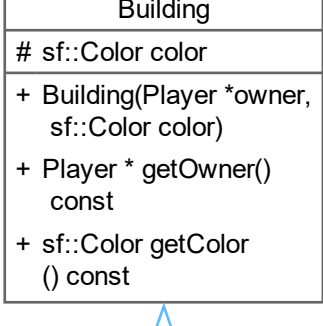 Building
# sf::Color color
+ Building(Player *owner,
sf::Color color)
+ Player * getOwner()
const
+ sf::Color getColor
() const